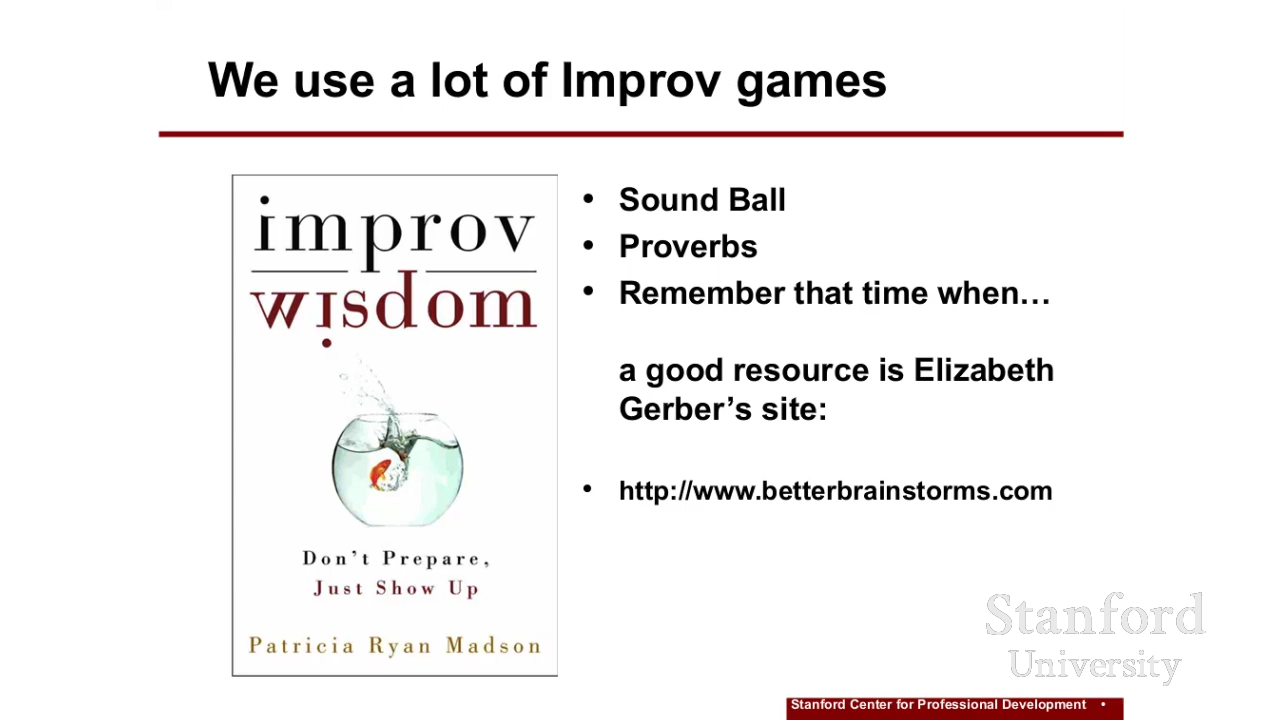 We use a lot of Improv games
improv
wisdom
Don't Prepare,
Just Show Up
Patricia Ryan Madson
• Sound Ball
• Proverbs
• Remember that time when…
a good resource is Elizabeth
Gerber’s site:
• http://www.betterbrainstorms.com
Stanford
University
Stanford Center for Professional Development •